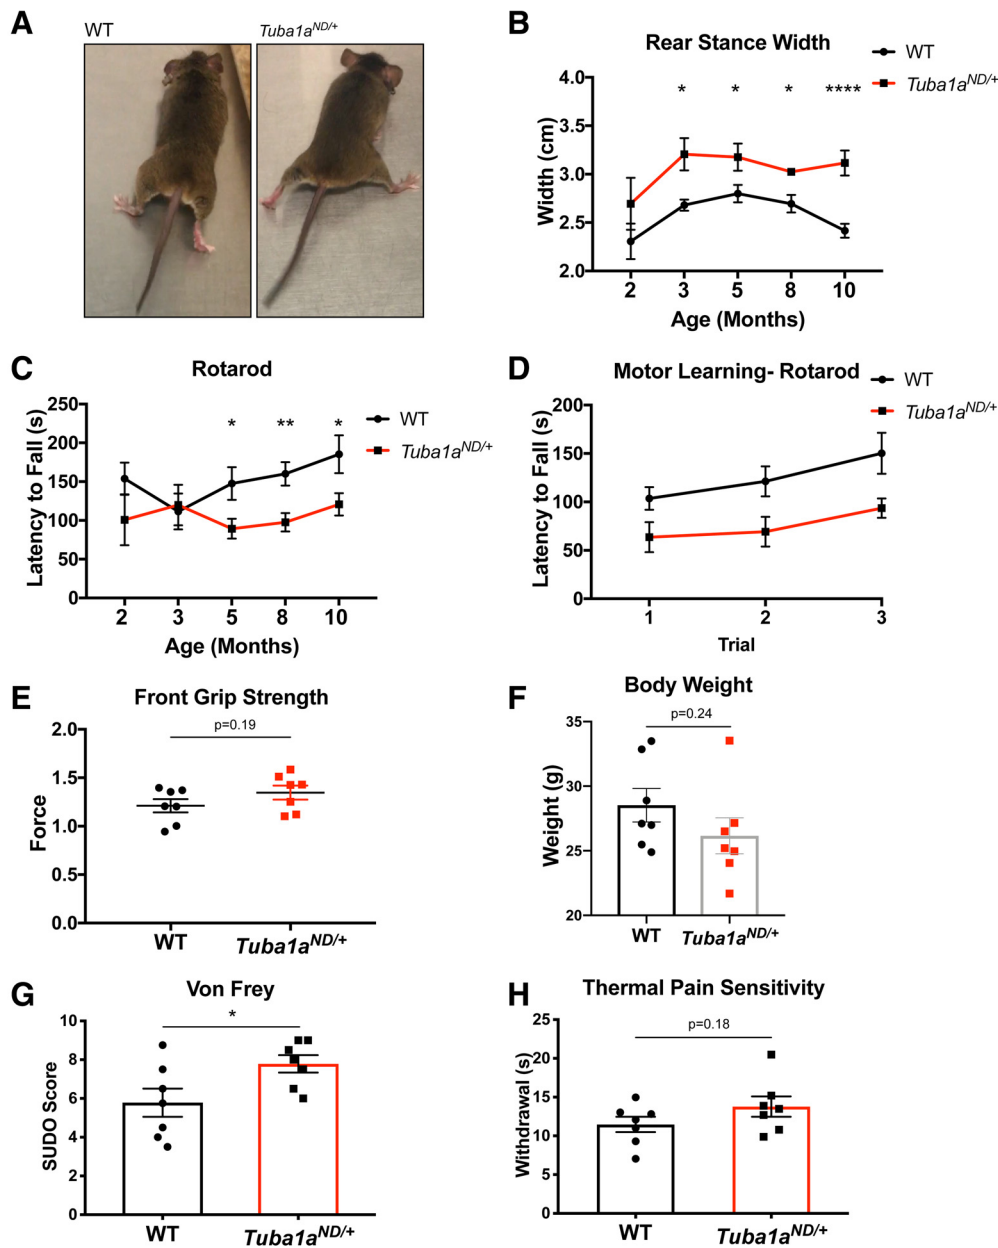 A
WT
Tuba1a^ND/+
B
Rear Stance Width
WT
Tuba1a^ND/+
4.0
3.5
3.0
2.5
2.0
Width (cm)
* * * ****
2 3 5 8 10
Age (Months)
C
Rotarod
WT
Tuba1a^ND/+
250
200
150
100
50
0
Latency to Fall (s)
* ** *
2 3 5 8 10
Age (Months)
D
Motor Learning- Rotarod
WT
Tuba1a^ND/+
200
150
100
50
0
Latency to Fall (s)
1 2 3
Trial
E
Front Grip Strength
p=0.19
2.0
1.5
1.0
0.5
0.0
Force
WT Tuba1a^ND/+
F
Body Weight
p=0.24
35
30
25
20
Weight (g)
WT Tuba1a^ND/+
G
Von Frey
*
10
8
6
4
2
0
SUDO Score
WT Tuba1a^ND/+
H
Thermal Pain Sensitivity
p=0.18
25
20
15
10
5
0
Withdrawal (s)
WT Tuba1a^ND/+